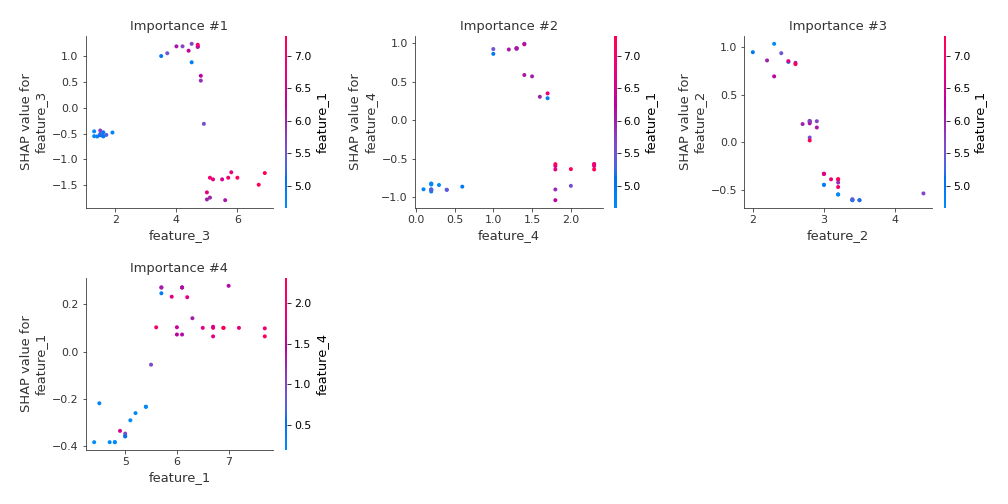 Importance #1
SHAP value for
feature_3
1.0
0.5
0.0
−0.5
−1.0
−1.5
2
4
6
feature_3
7.0
6.5
6.0
5.5
5.0
feature_1
Importance #2
SHAP value for
feature_4
1.0
0.5
0.0
−0.5
−1.0
0.0
0.5
1.0
1.5
2.0
feature_4
7.0
6.5
6.0
5.5
5.0
feature_1
Importance #3
SHAP value for
feature_2
1.0
0.5
0.0
−0.5
2
3
4
feature_2
7.0
6.5
6.0
5.5
5.0
feature_1
Importance #4
SHAP value for
feature_1
0.2
0.0
−0.2
−0.4
5
6
7
feature_1
2.0
1.5
1.0
0.5
feature_4